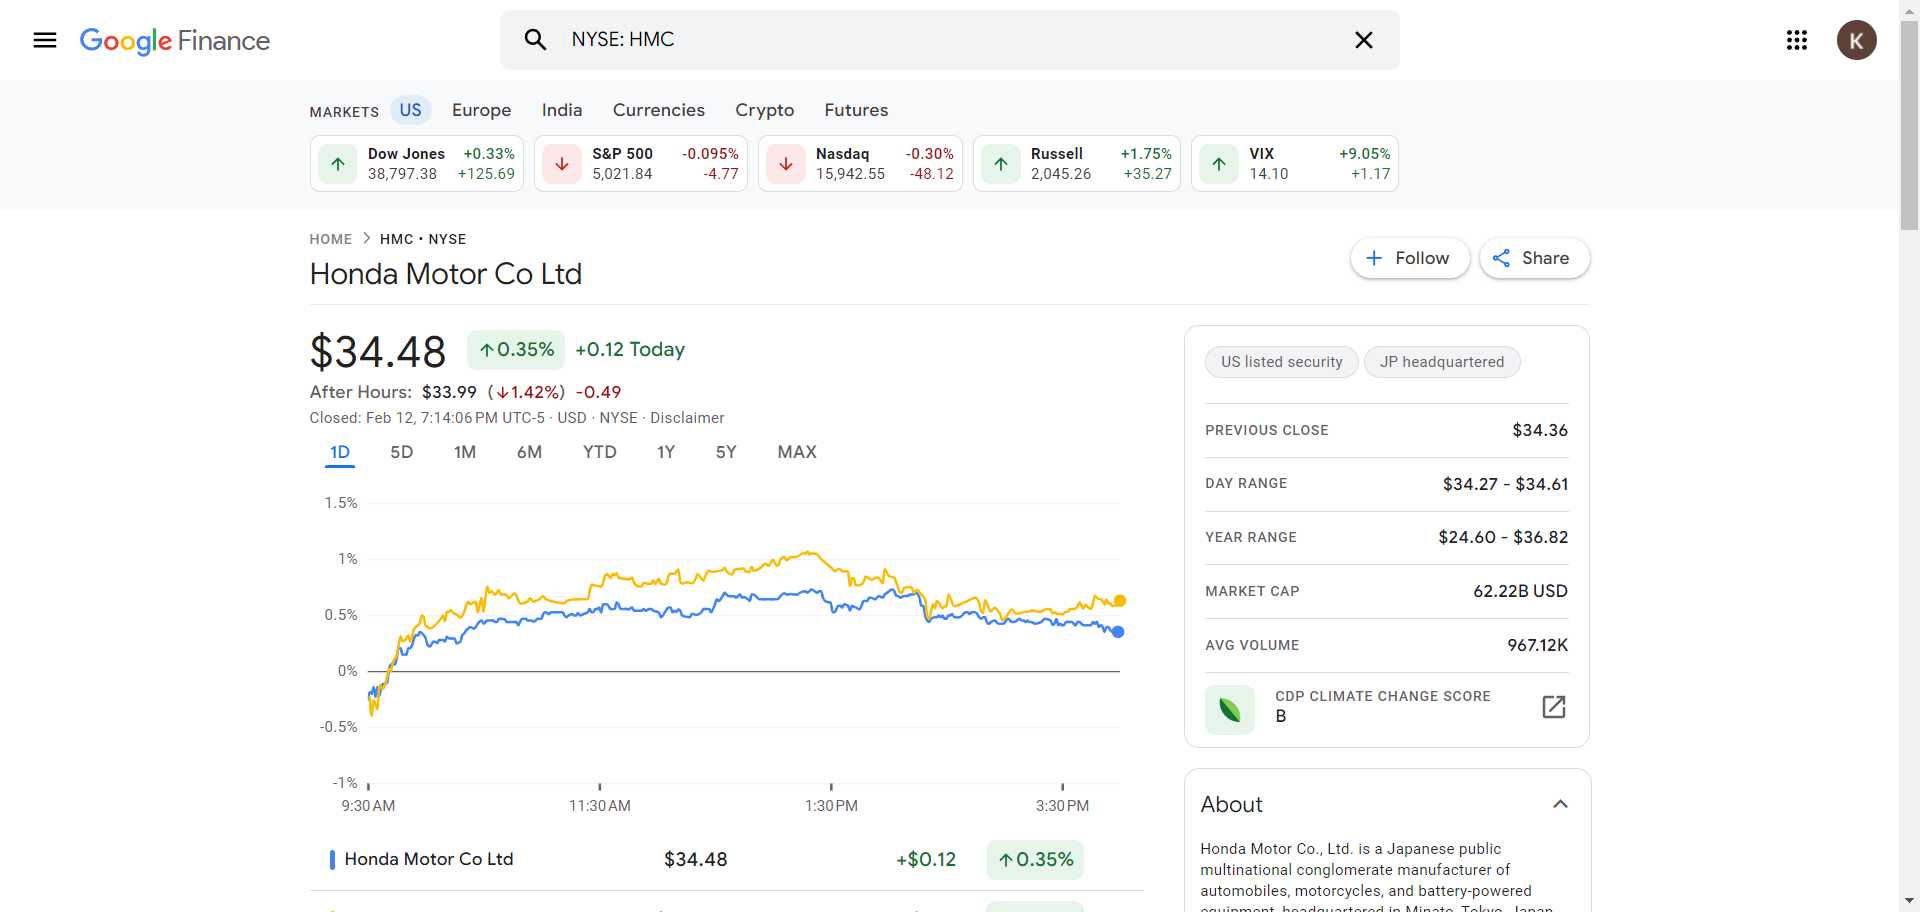 Google Finance
NYSE: HMC
K
MARKETS US Europe India Currencies Crypto Futures
Dow Jones +0.33%
38,797.38 +125.69
S&P 500 -0.095%
5,021.84 -4.77
Nasdaq -0.30%
15,942.55 -48.12
Russell +1.75%
2,045.26 +35.27
VIX +9.05%
14.10 +1.17
HOME HMC • NYSE
Honda Motor Co Ltd
Follow
Share
$34.48 0.35% +0.12 Today
After Hours: $33.99 (1.42%) -0.49
Closed: Feb 12, 7:14:06 PM UTC-5 · USD · NYSE · Disclaimer
1D 5D 1M 6M YTD 1Y 5Y MAX
1.5%
1%
0.5%
0%
-0.5%
-1%
9:30 AM 11:30 AM 1:30 PM 3:30 PM
Honda Motor Co Ltd $34.48 +$0.12 0.35%
US listed security JP headquartered
PREVIOUS CLOSE $34.36
DAY RANGE $34.27 - $34.61
YEAR RANGE $24.60 - $36.82
MARKET CAP 62.22B USD
AVG VOLUME 967.12K
CDP CLIMATE CHANGE SCORE
B
About
Honda Motor Co., Ltd. is a Japanese public
multinational conglomerate manufacturer of
automobiles, motorcycles, and battery-powered
equipment, headquartered in Minato, Tokyo, Japan.